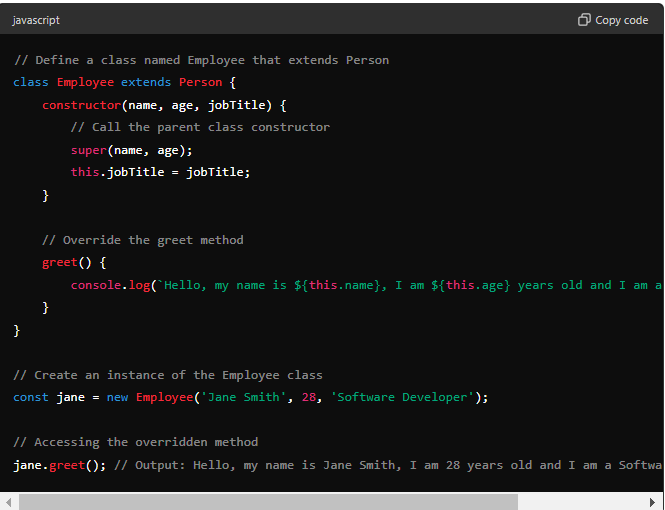 javascript
Copy code
// Define a class named Employee that extends Person
class Employee extends Person {
constructor(name, age, jobTitle) {
// Call the parent class constructor
super(name, age);
this.jobTitle = jobTitle;
}
// Override the greet method
greet() {
console.log(`Hello, my name is ${this.name}, I am ${this.age} years old and I am a
}
}
// Create an instance of the Employee class
const jane = new Employee('Jane Smith', 28, 'Software Developer');
// Accessing the overridden method
jane.greet(); // Output: Hello, my name is Jane Smith, I am 28 years old and I am a Softwa